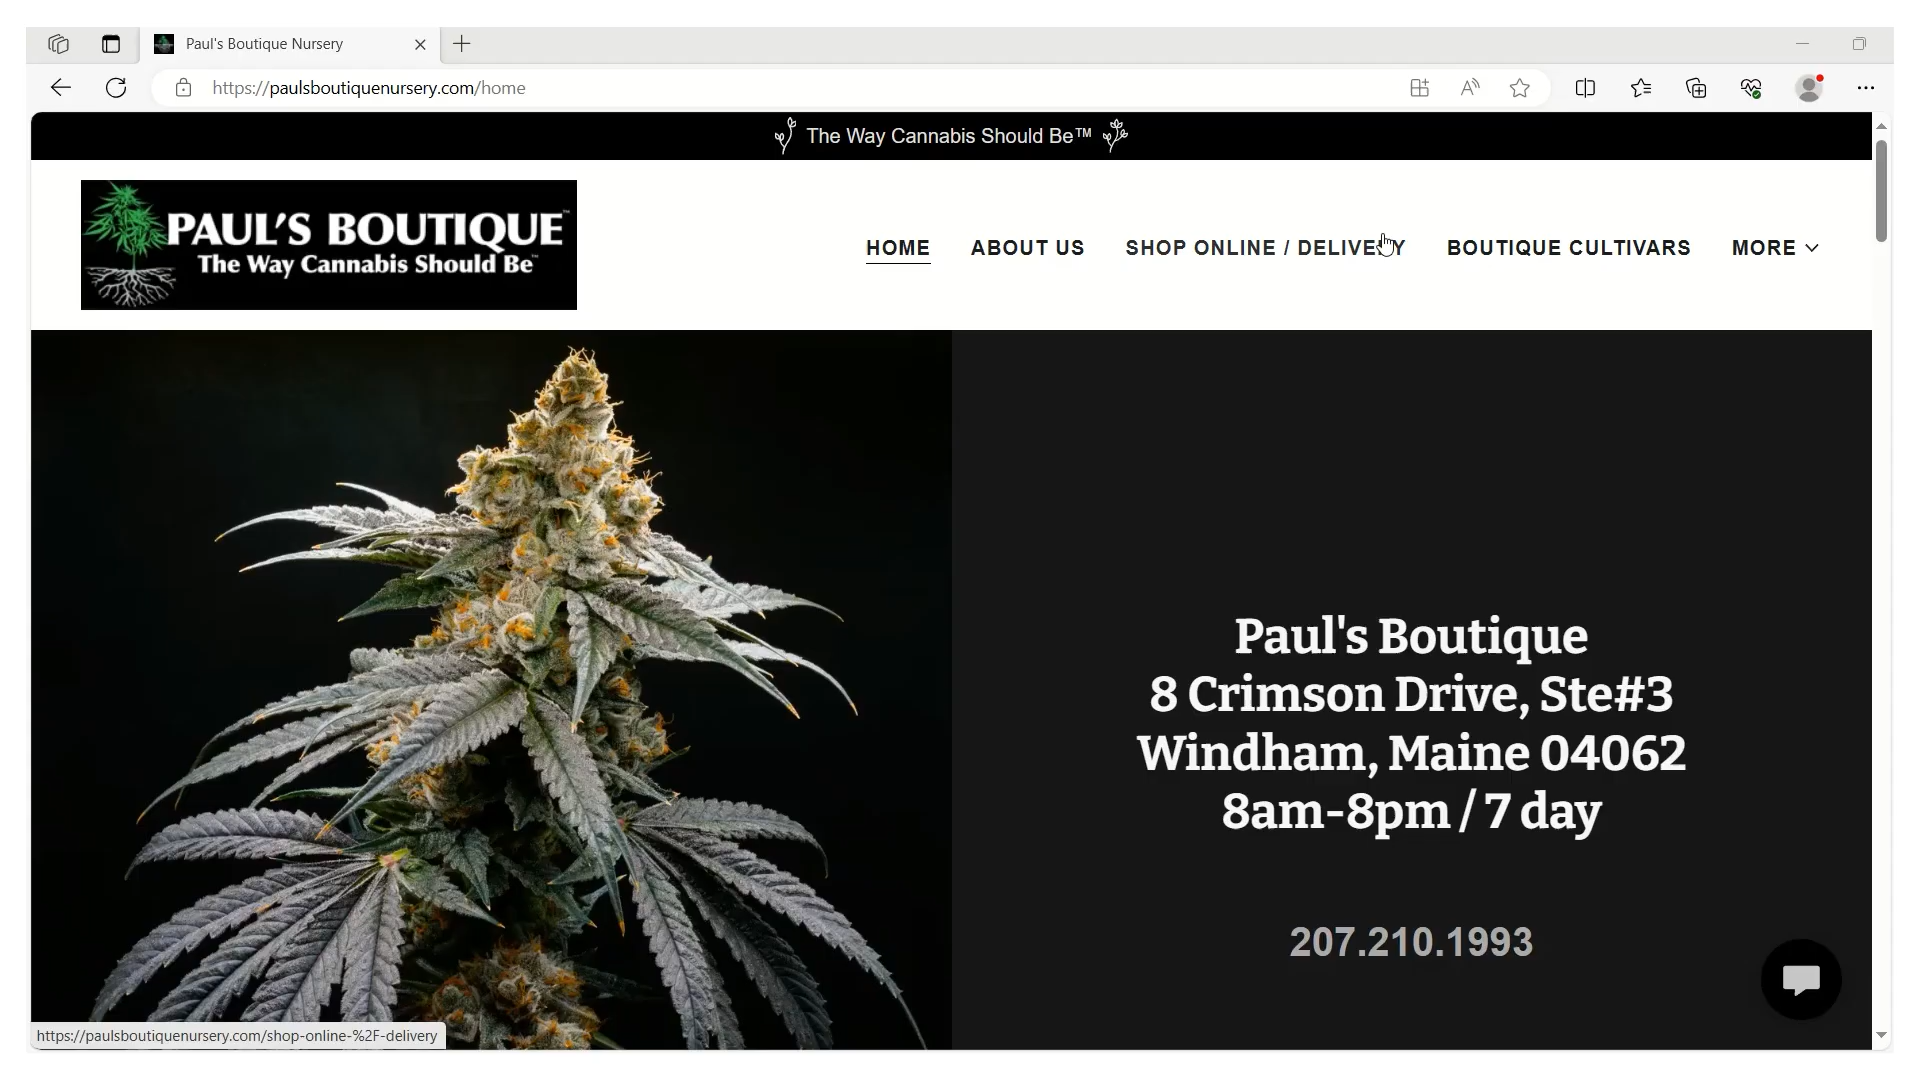 Paul's Boutique Nursery
https://paulsboutiquenursery.com/home
The Way Cannabis Should Be™
PAUL'S BOUTIQUE™
The Way Cannabis Should Be™
HOME
ABOUT US
SHOP ONLINE / DELIVERY
BOUTIQUE CULTIVARS
MORE
Paul's Boutique
8 Crimson Drive, Ste#3
Windham, Maine 04062
8am-8pm / 7 day
207.210.1993
https://paulsboutiquenursery.com/shop-online-%2F-delivery